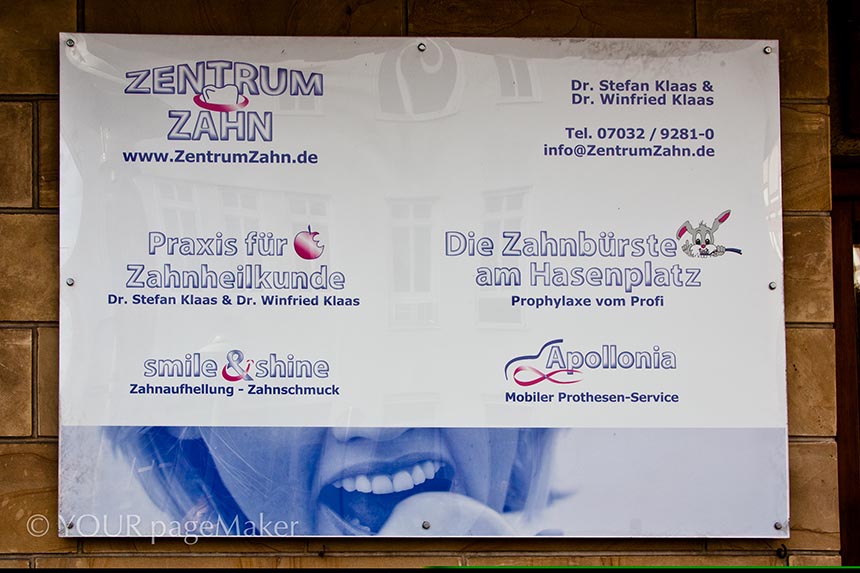 ZENTRUM
ZAHN
www.ZentrumZahn.de
Dr. Stefan Klaas &
Dr. Winfried Klaas
Tel. 07032 / 9281-0
info@ZentrumZahn.de
Praxis für
Zahnheilkunde
Dr. Stefan Klaas & Dr. Winfried Klaas
Die Zahnbürste
am Hasenplatz
Prophylaxe vom Profi
smile & shine
Zahnaufhellung - Zahnschmuck
Apollonia
Mobiler Prothesen-Service
© YOUR pageMaker